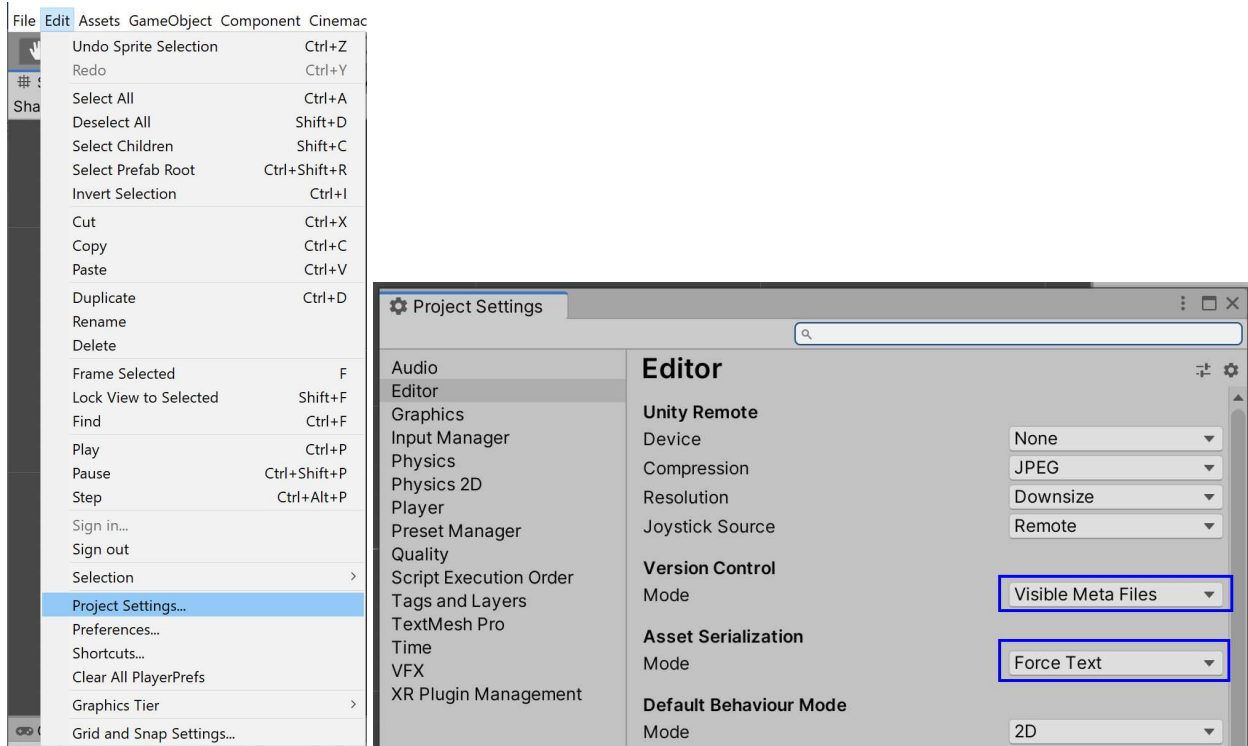 File Edit Assets GameObject Component Cinemac
Undo Sprite Selection Ctrl+Z
Redo Ctrl+Y
Sha
Select All Ctrl+A
Deselect All Shift+D
Select Children Shift+C
Select Prefab Root Ctrl+Shift+R
Invert Selection Ctrl+I
Cut Ctrl+X
Copy Ctrl+C
Paste Ctrl+V
Duplicate Ctrl+D
Rename
Delete
Frame Selected F
Lock View to Selected Shift+F
Find Ctrl+F
Play Ctrl+P
Pause Ctrl+Shift+P
Step Ctrl+Alt+P
Sign in...
Sign out
Selection
Project Settings...
Preferences...
Shortcuts...
Clear All PlayerPrefs
Graphics Tier
Grid and Snap Settings...
Project Settings
Audio
Editor
Graphics
Input Manager
Physics
Physics 2D
Player
Preset Manager
Quality
Script Execution Order
Tags and Layers
TextMesh Pro
Time
VFX
XR Plugin Management
Editor
Unity Remote
Device None
Compression JPEG
Resolution Downsize
Joystick Source Remote
Version Control
Mode Visible Meta Files
Asset Serialization
Mode Force Text
Default Behaviour Mode
Mode 2D